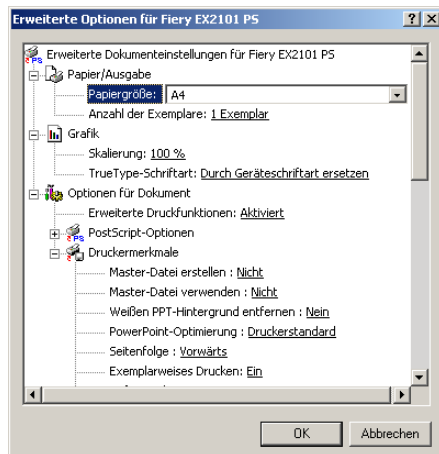 Erweiterte Optionen für Fiery EX2101 PS
Erweiterte Dokumenteinstellungen für Fiery EX2101 PS
Papier/Ausgabe
Papiergröße: A4
Anzahl der Exemplare: 1 Exemplar
Grafik
Skalierung: 100 %
TrueType-Schriftart: Durch Geräteschriftart ersetzen
Optionen für Dokument
Erweiterte Druckfunktionen: Aktiviert
PostScript-Optionen
Druckermerkmale
Master-Datei erstellen : Nicht
Master-Datei verwenden : Nicht
Weißen PPT-Hintergrund entfernen : Nein
PowerPoint-Optimierung : Druckerstandard
Seitenfolge : Vorwärts
Exemplarweises Drucken: Ein
OK Abbrechen